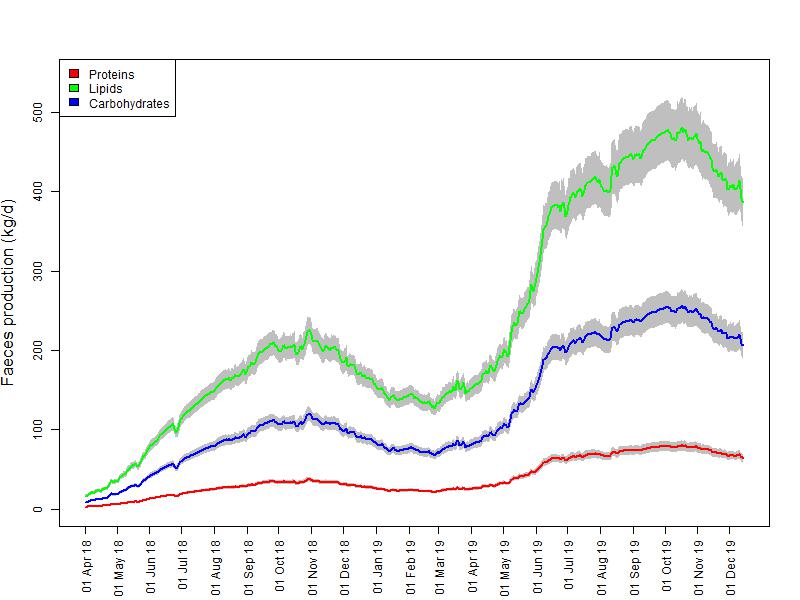 Proteins
Lipids
Carbohydrates
Faeces production (kg/d)
500
400
300
200
100
0
01 Apr 18
01 May 18
01 Jun 18
01 Jul 18
01 Aug 18
01 Sep 18
01 Oct 18
01 Nov 18
01 Dec 18
01 Jan 19
01 Feb 19
01 Mar 19
01 Apr 19
01 May 19
01 Jun 19
01 Jul 19
01 Aug 19
01 Sep 19
01 Oct 19
01 Nov 19
01 Dec 19